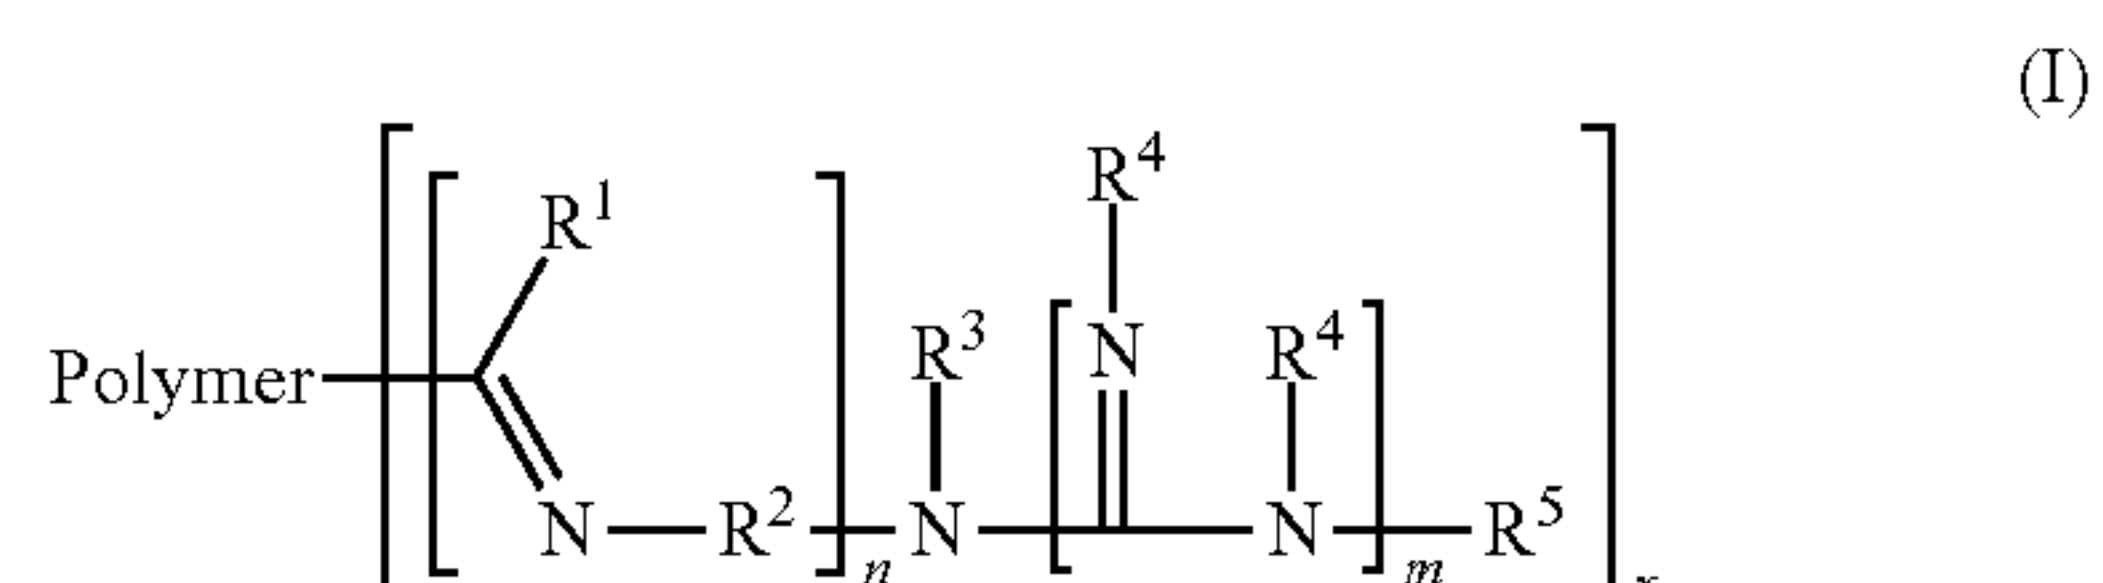 (I)
R⁴
R¹
R³ N R⁴
Polymer
N R² N N R⁵
n m x